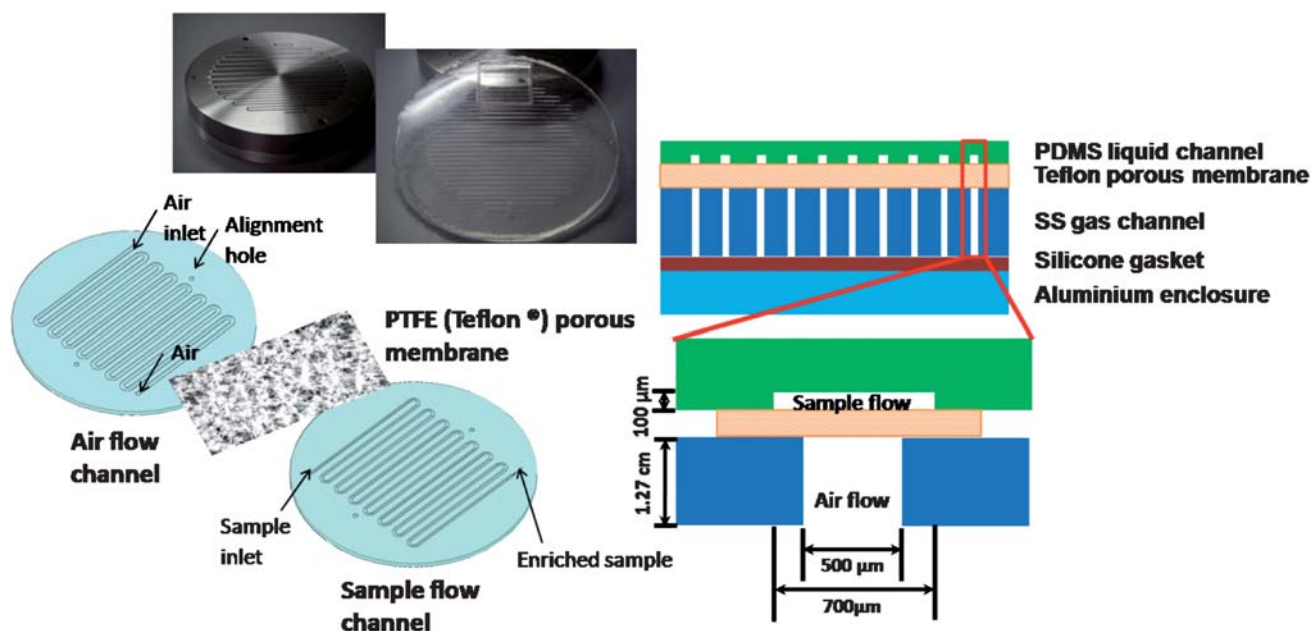 Air
inlet
Alignment
hole
PTFE (Teflon ®) porous
membrane
Air
Air flow
channel
Sample
inlet
Enriched sample
Sample flow
channel
PDMS liquid channel
Teflon porous membrane
SS gas channel
Silicone gasket
Aluminium enclosure
Sample flow
100 µm
1.27 cm
Air flow
500 µm
700µm